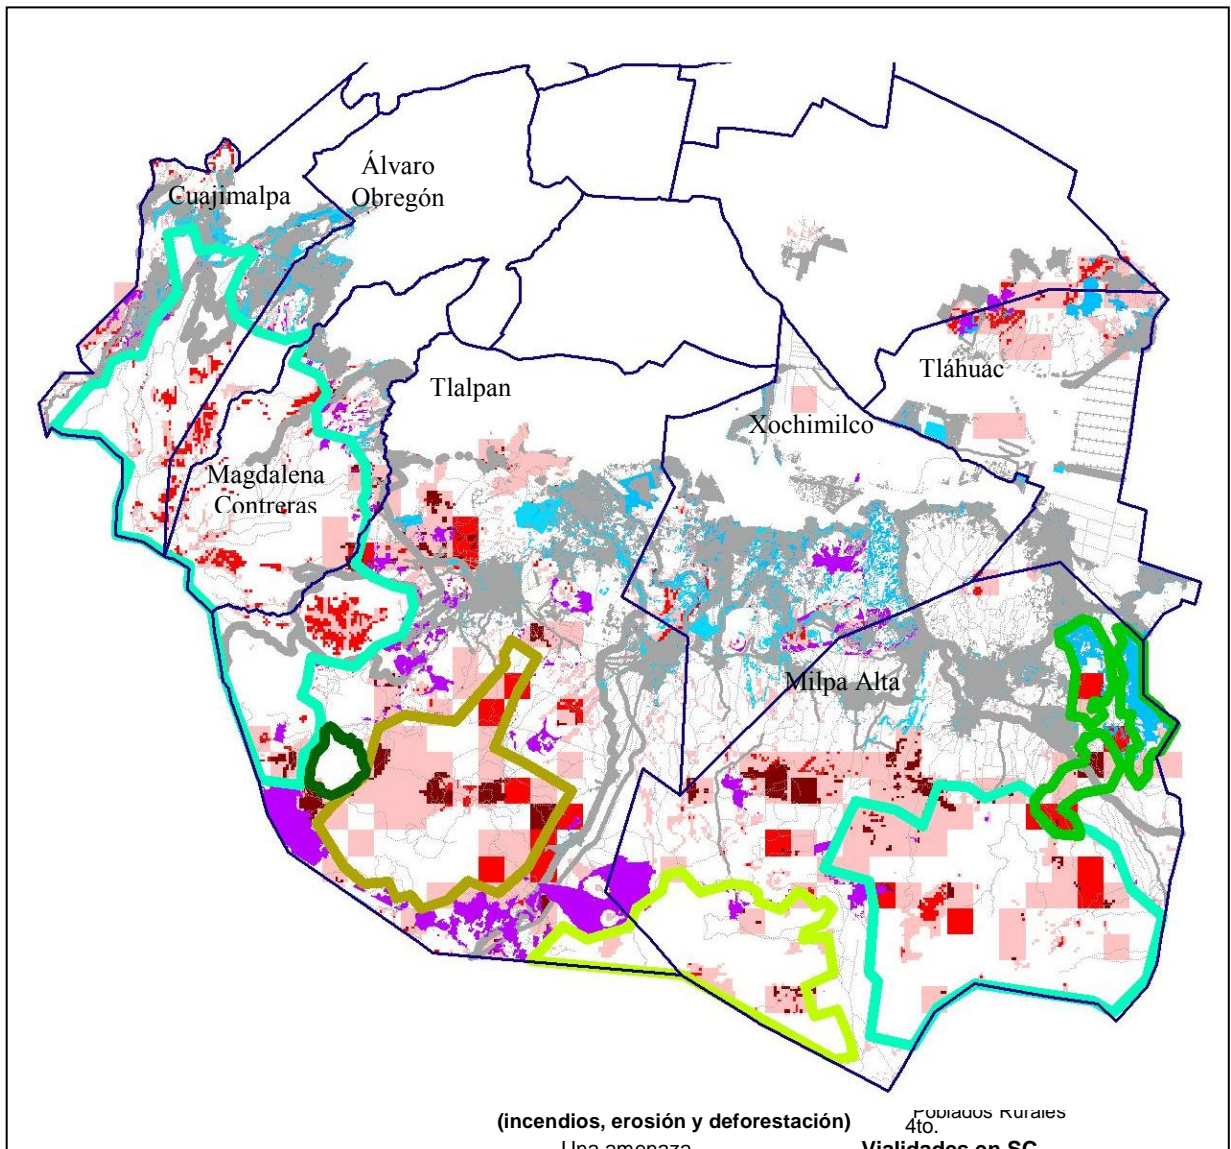 Cuajimalpa
Álvaro
Obregón
Tlalpan
Tláhuac
Xochimilco
Magdalena
Contreras
Milpa Alta
(incendios, erosión y deforestación)
Poblados Rurales
4to.
Una amenaza
Vialidades en SC